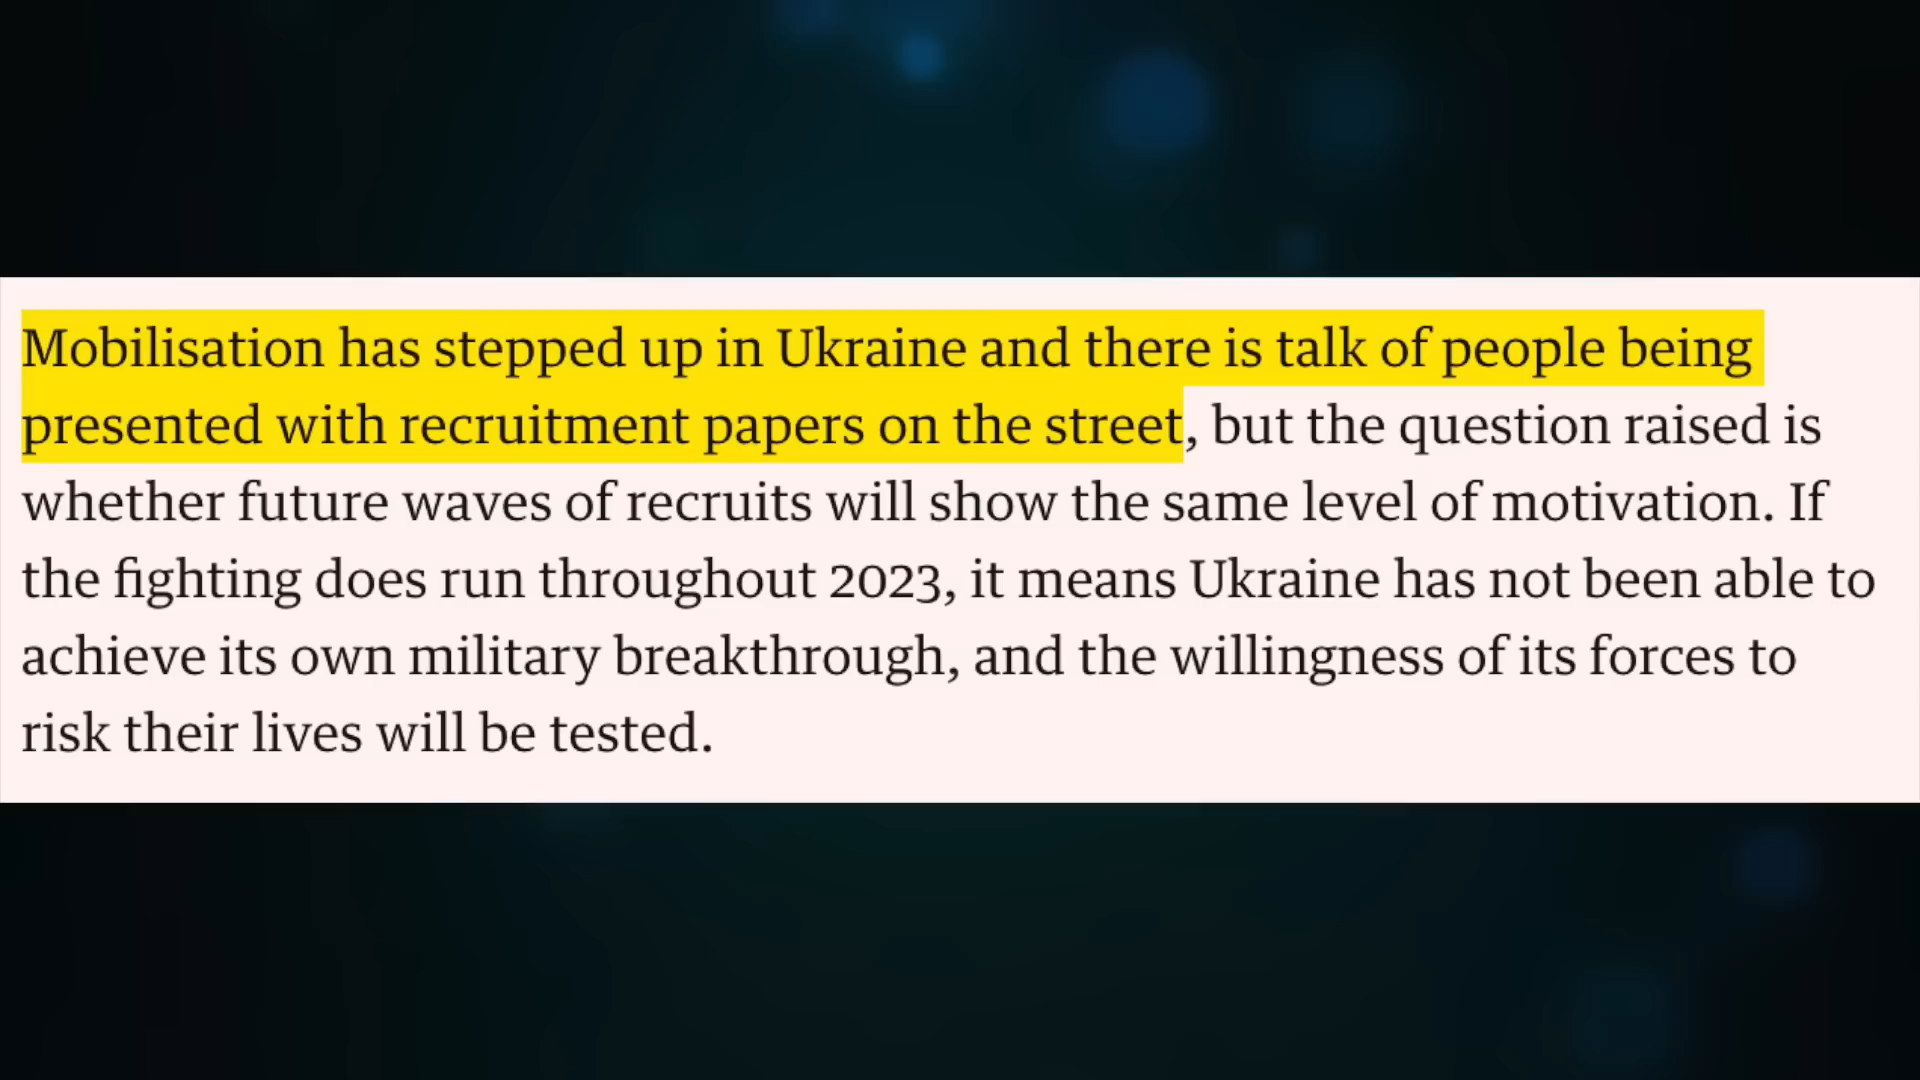 Mobilisation has stepped up in Ukraine and there is talk of people being
presented with recruitment papers on the street, but the question raised is
whether future waves of recruits will show the same level of motivation. If
the fighting does run throughout 2023, it means Ukraine has not been able to
achieve its own military breakthrough, and the willingness of its forces to
risk their lives will be tested.